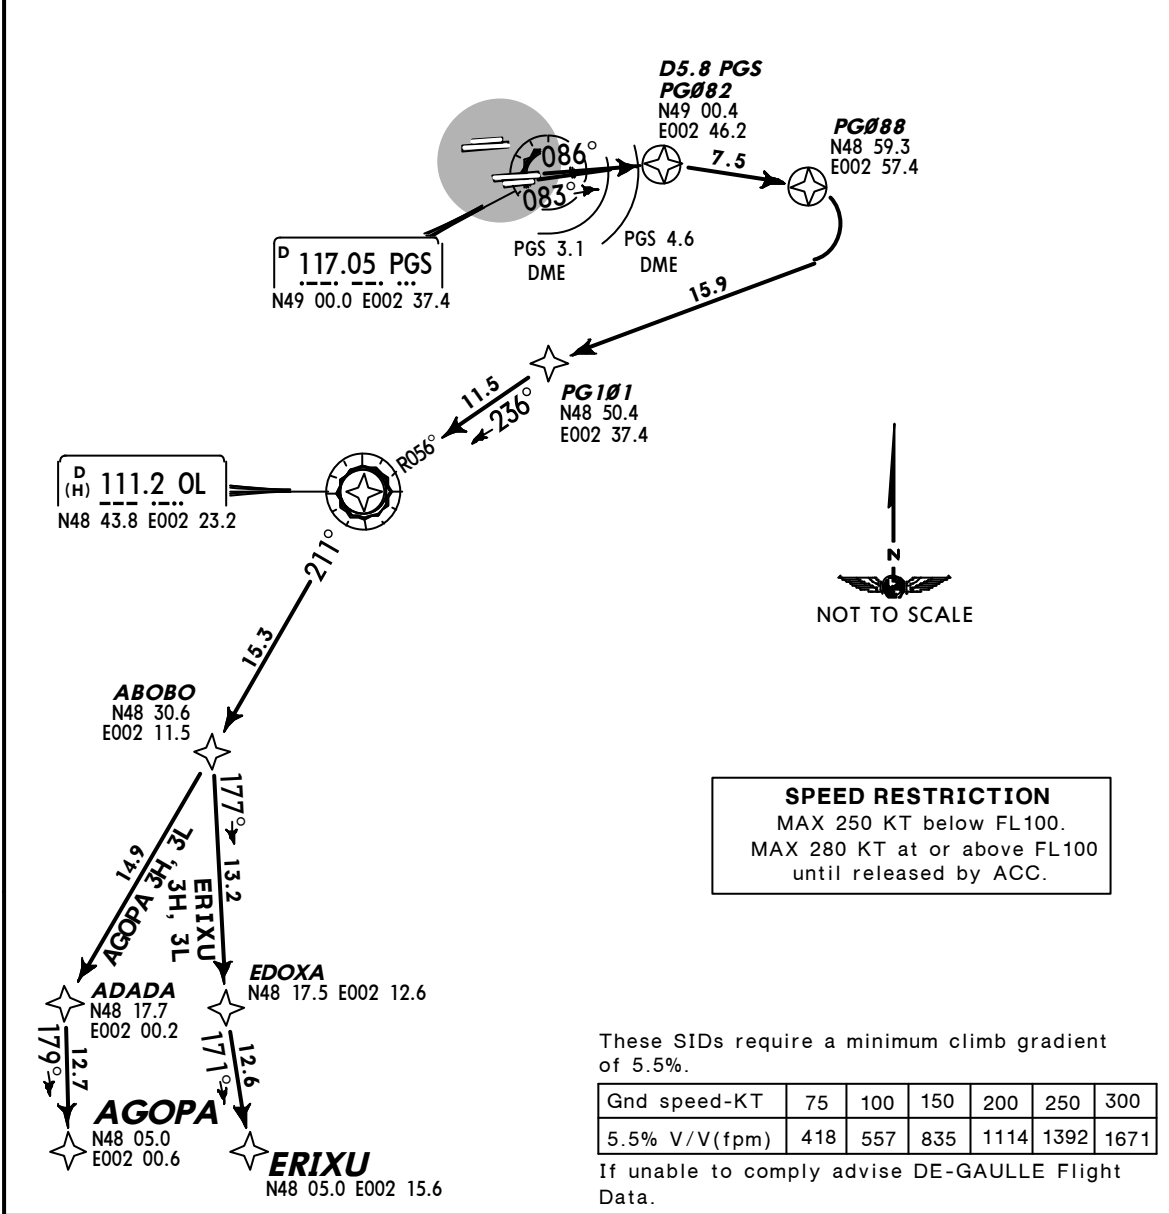 D5.8 PGS
PGØ82
N49 00.4
E002 46.2
PGØ88
N48 59.3
E002 57.4
086°
7.5
083°
PGS 3.1
DME
PGS 4.6
DME
D 117.05 PGS
N49 00.0 E002 37.4
15.9
11.5
236°
PG1Ø1
N48 50.4
E002 37.4
R056°
D
(H) 111.2 OL
N48 43.8 E002 23.2
211°
N
NOT TO SCALE
15.3
ABOBO
N48 30.6
E002 11.5
177°
13.2
14.9
AGOPA 3H, 3L
ERIXU
3H, 3L
SPEED RESTRICTION
MAX 250 KT below FL100.
MAX 280 KT at or above FL100
until released by ACC.
EDOXA
N48 17.5 E002 12.6
ADADA
N48 17.7
E002 00.2
179°
12.7
171°
12.6
AGOPA
N48 05.0
E002 00.6
ERIXU
N48 05.0 E002 15.6
These SIDs require a minimum climb gradient
of 5.5%.
Gnd speed-KT 75 100 150 200 250 300
5.5% V/V(fpm) 418 557 835 1114 1392 1671
If unable to comply advise DE-GAULLE Flight
Data.